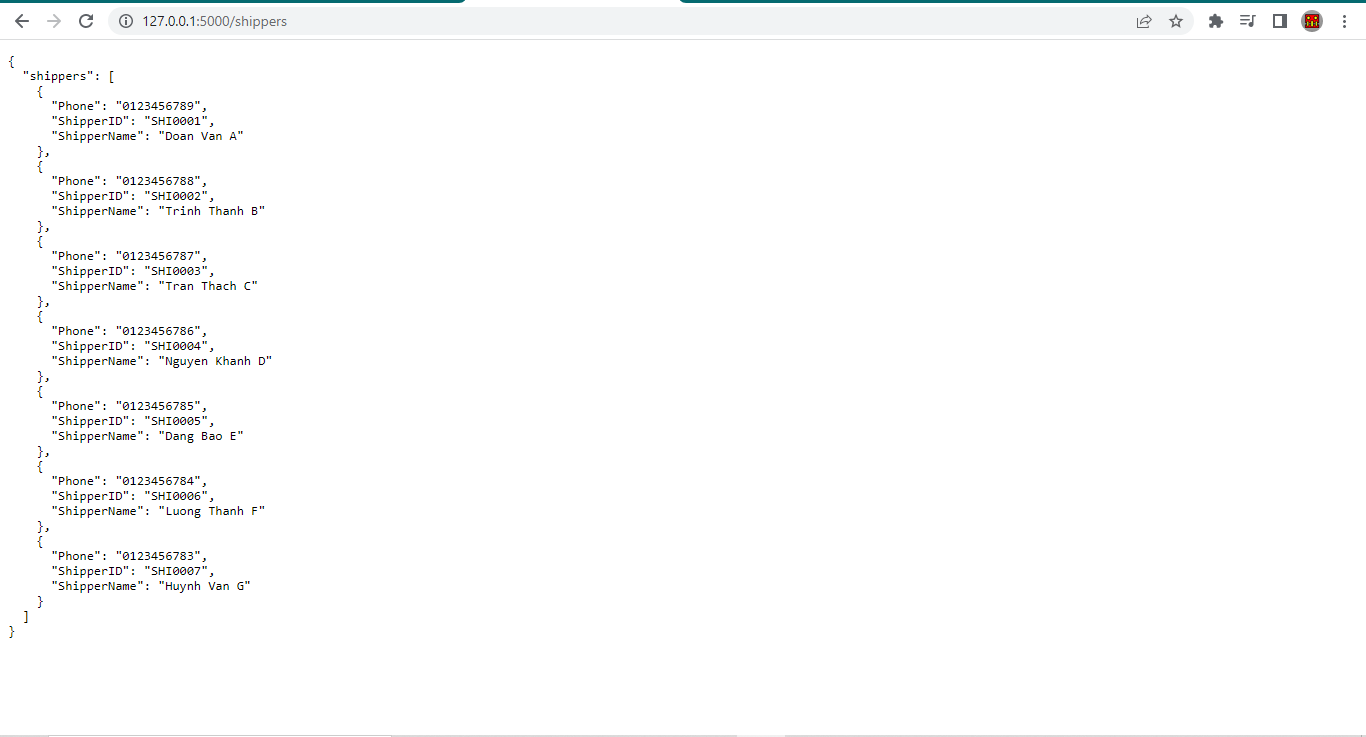 127.0.0.1:5000/shippers
{
  "shippers": [
    {
      "Phone": "0123456789",
      "ShipperID": "SHI0001",
      "ShipperName": "Doan Van A"
    },
    {
      "Phone": "0123456788",
      "ShipperID": "SHI0002",
      "ShipperName": "Trinh Thanh B"
    },
    {
      "Phone": "0123456787",
      "ShipperID": "SHI0003",
      "ShipperName": "Tran Thach C"
    },
    {
      "Phone": "0123456786",
      "ShipperID": "SHI0004",
      "ShipperName": "Nguyen Khanh D"
    },
    {
      "Phone": "0123456785",
      "ShipperID": "SHI0005",
      "ShipperName": "Dang Bao E"
    },
    {
      "Phone": "0123456784",
      "ShipperID": "SHI0006",
      "ShipperName": "Luong Thanh F"
    },
    {
      "Phone": "0123456783",
      "ShipperID": "SHI0007",
      "ShipperName": "Huynh Van G"
    }
  ]
}